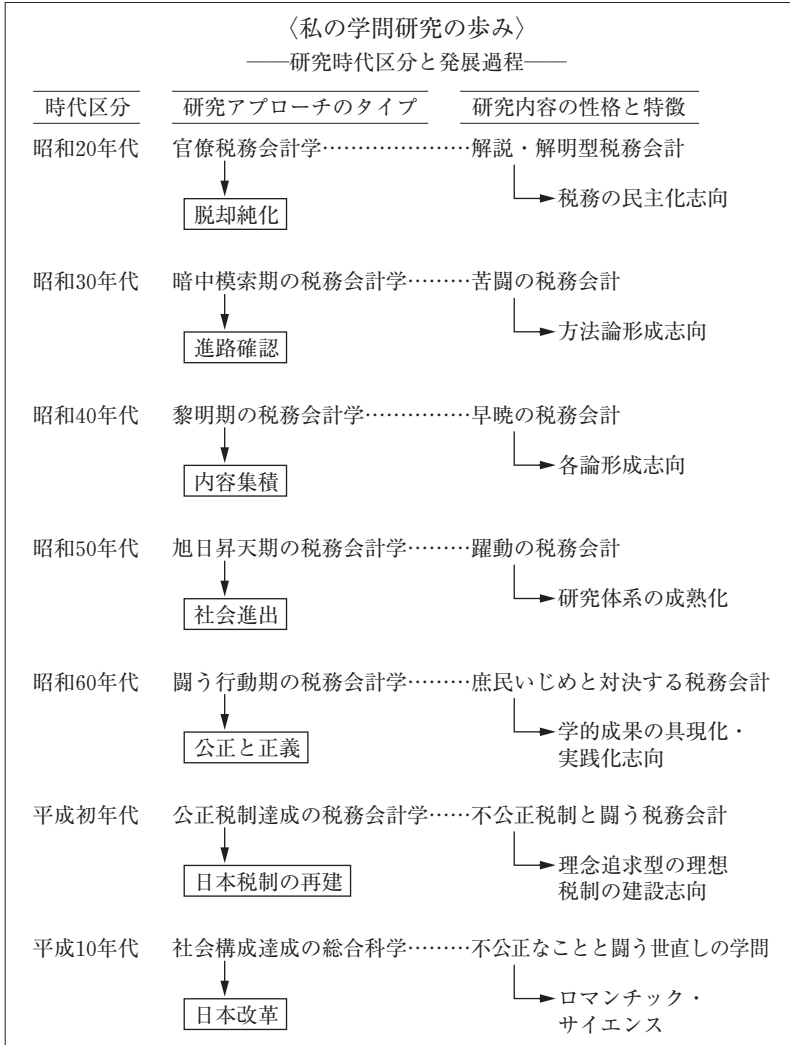 〈私の学問研究の歩み〉
――研究時代区分と発展過程――
時代区分 研究アプローチのタイプ 研究内容の性格と特徴
昭和20年代 官僚税務会計学…………………解説・解明型税務会計
税務の民主化志向
脱却純化
昭和30年代 暗中模索期の税務会計学………苦闘の税務会計
方法論形成志向
進路確認
昭和40年代 黎明期の税務会計学……………早暁の税務会計
各論形成志向
内容集積
昭和50年代 旭日昇天期の税務会計学………躍動の税務会計
研究体系の成熟化
社会進出
昭和60年代 闘う行動期の税務会計学………庶民いじめと対決する税務会計
学的成果の具現化・
公正と正義
実践化志向
平成初年代 公正税制達成の税務会計学……不公正税制と闘う税務会計
理念追求型の理想
日本税制の再建
税制の建設志向
平成10年代 社会構成達成の総合科学………不公正なことと闘う世直しの学問
ロマンチック・
日本改革
サイエンス